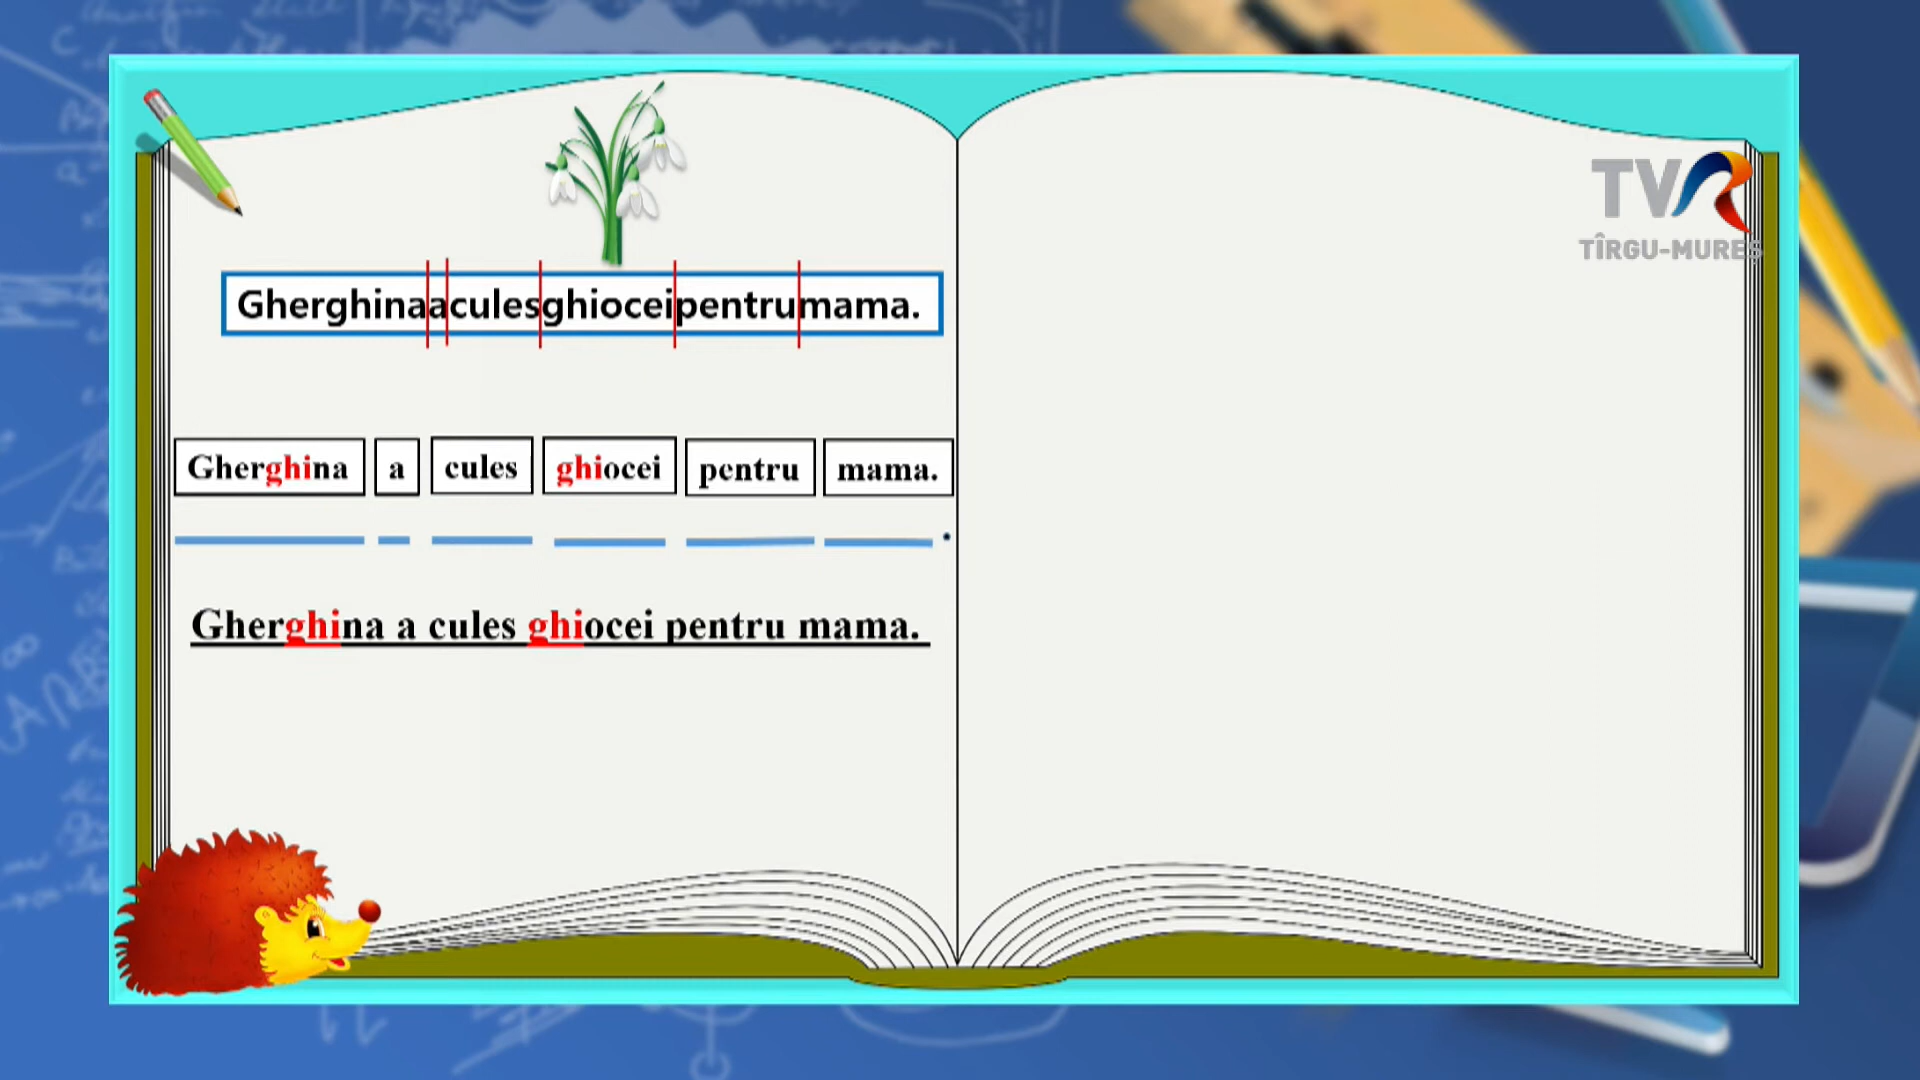 TVR
TÎRGU-MUREȘ
Gherghinaaculesghioceipentrumama.
Gherghina a cules ghiocei pentru mama.
Gherghina a cules ghiocei pentru mama.